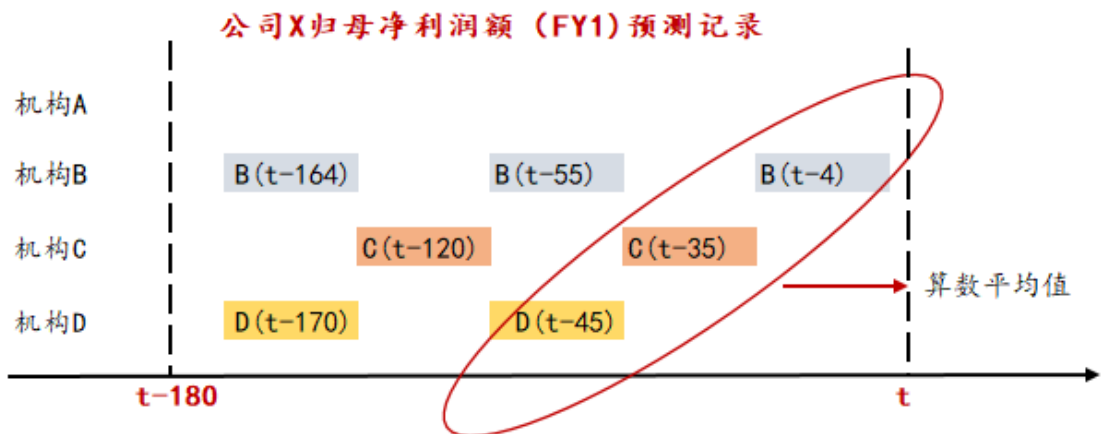 公司X归母净利润额 (FY1)预测记录
机构A
机构B B(t-164) B(t-55) B(t-4)
机构C C(t-120) C(t-35)
算数平均值
机构D D(t-170) D(t-45)
t-180 t